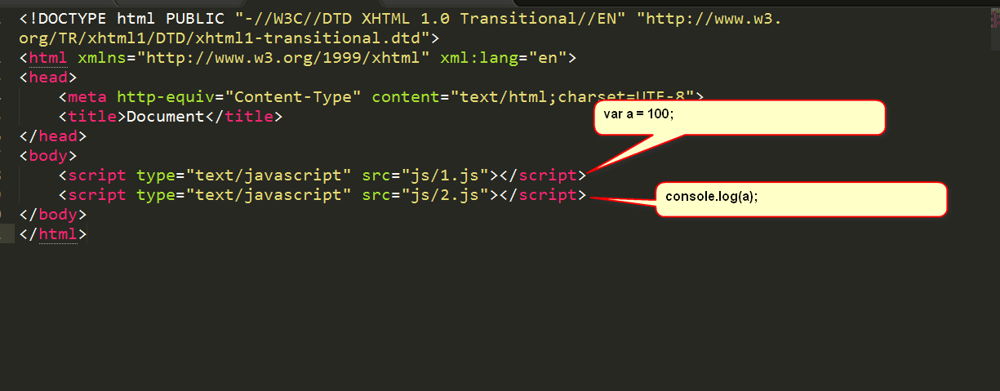 <!DOCTYPE html PUBLIC "-//W3C//DTD XHTML 1.0 Transitional//EN" "http://www.w3.
org/TR/xhtml1/DTD/xhtml1-transitional.dtd">
<html xmlns="http://www.w3.org/1999/xhtml" xml:lang="en">
<head>
    <meta http-equiv="Content-Type" content="text/html;charset=UTF-8">
    <title>Document</title>
var a = 100;
</head>
<body>
    <script type="text/javascript" src="js/1.js"></script>
    <script type="text/javascript" src="js/2.js"></script>
console.log(a);
</body>
</html>